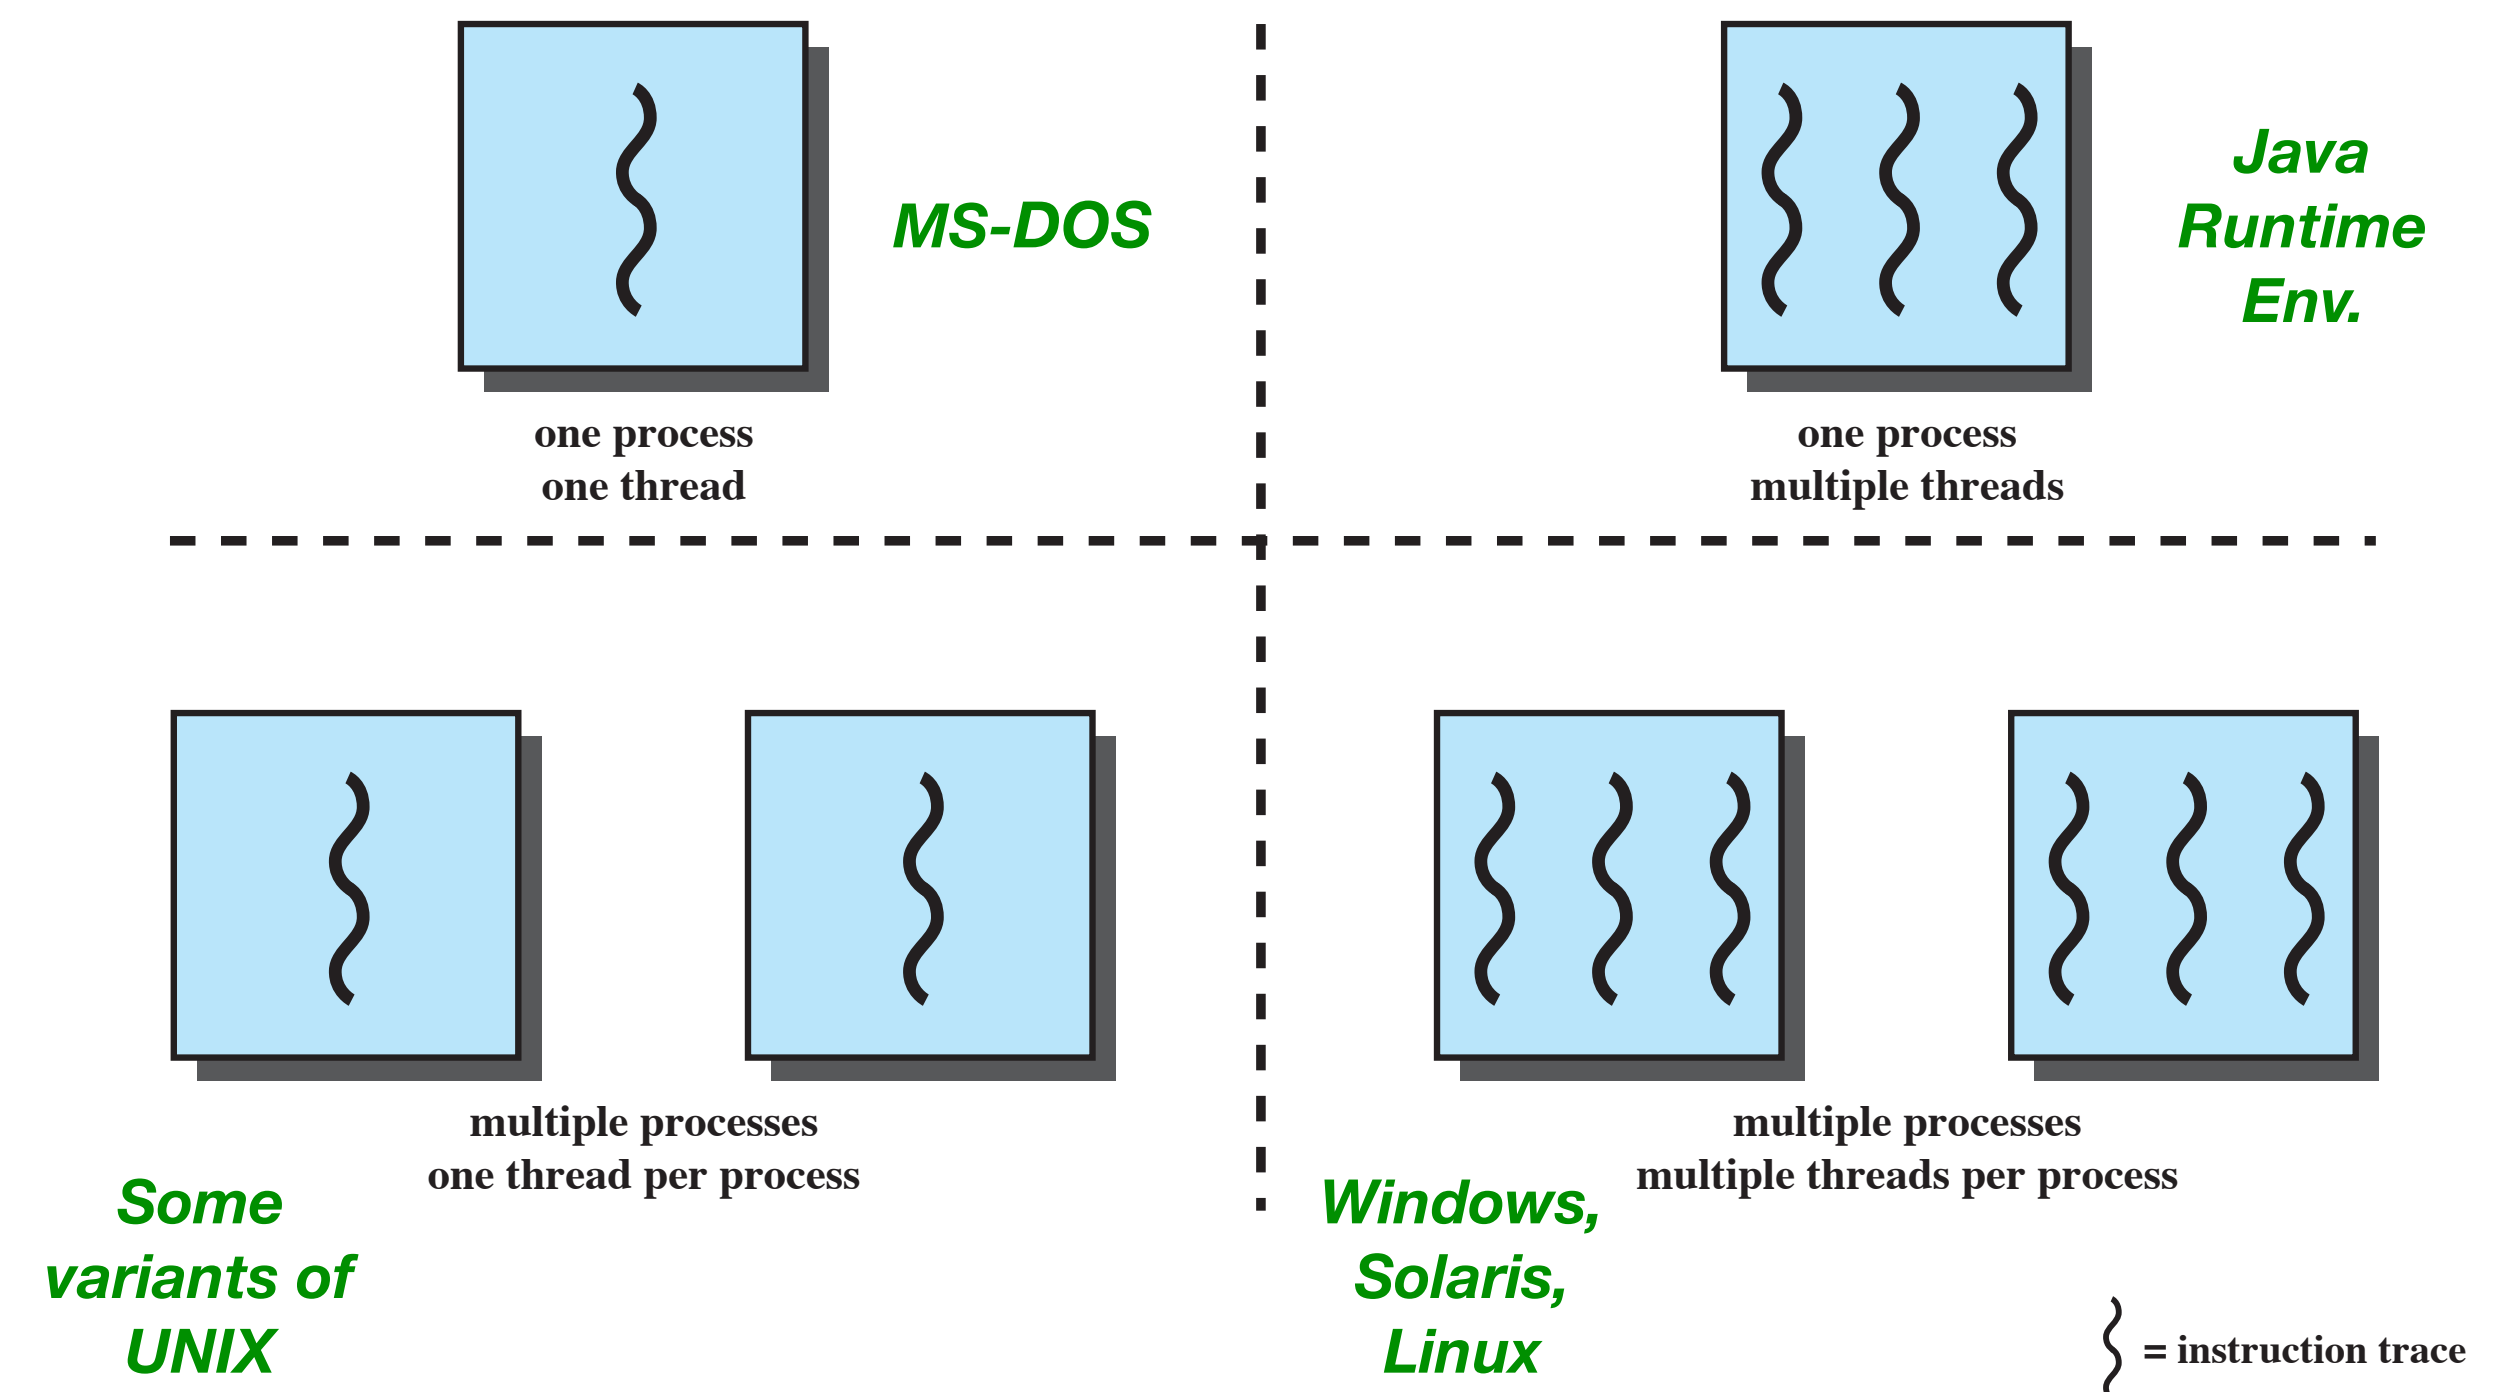 MS-DOS
one process
one thread
Java
Runtime
Env.
one process
multiple threads
multiple processes
one thread per process
Some
variants of
UNIX
multiple processes
multiple threads per process
Windows,
Solaris,
Linux
= instruction trace